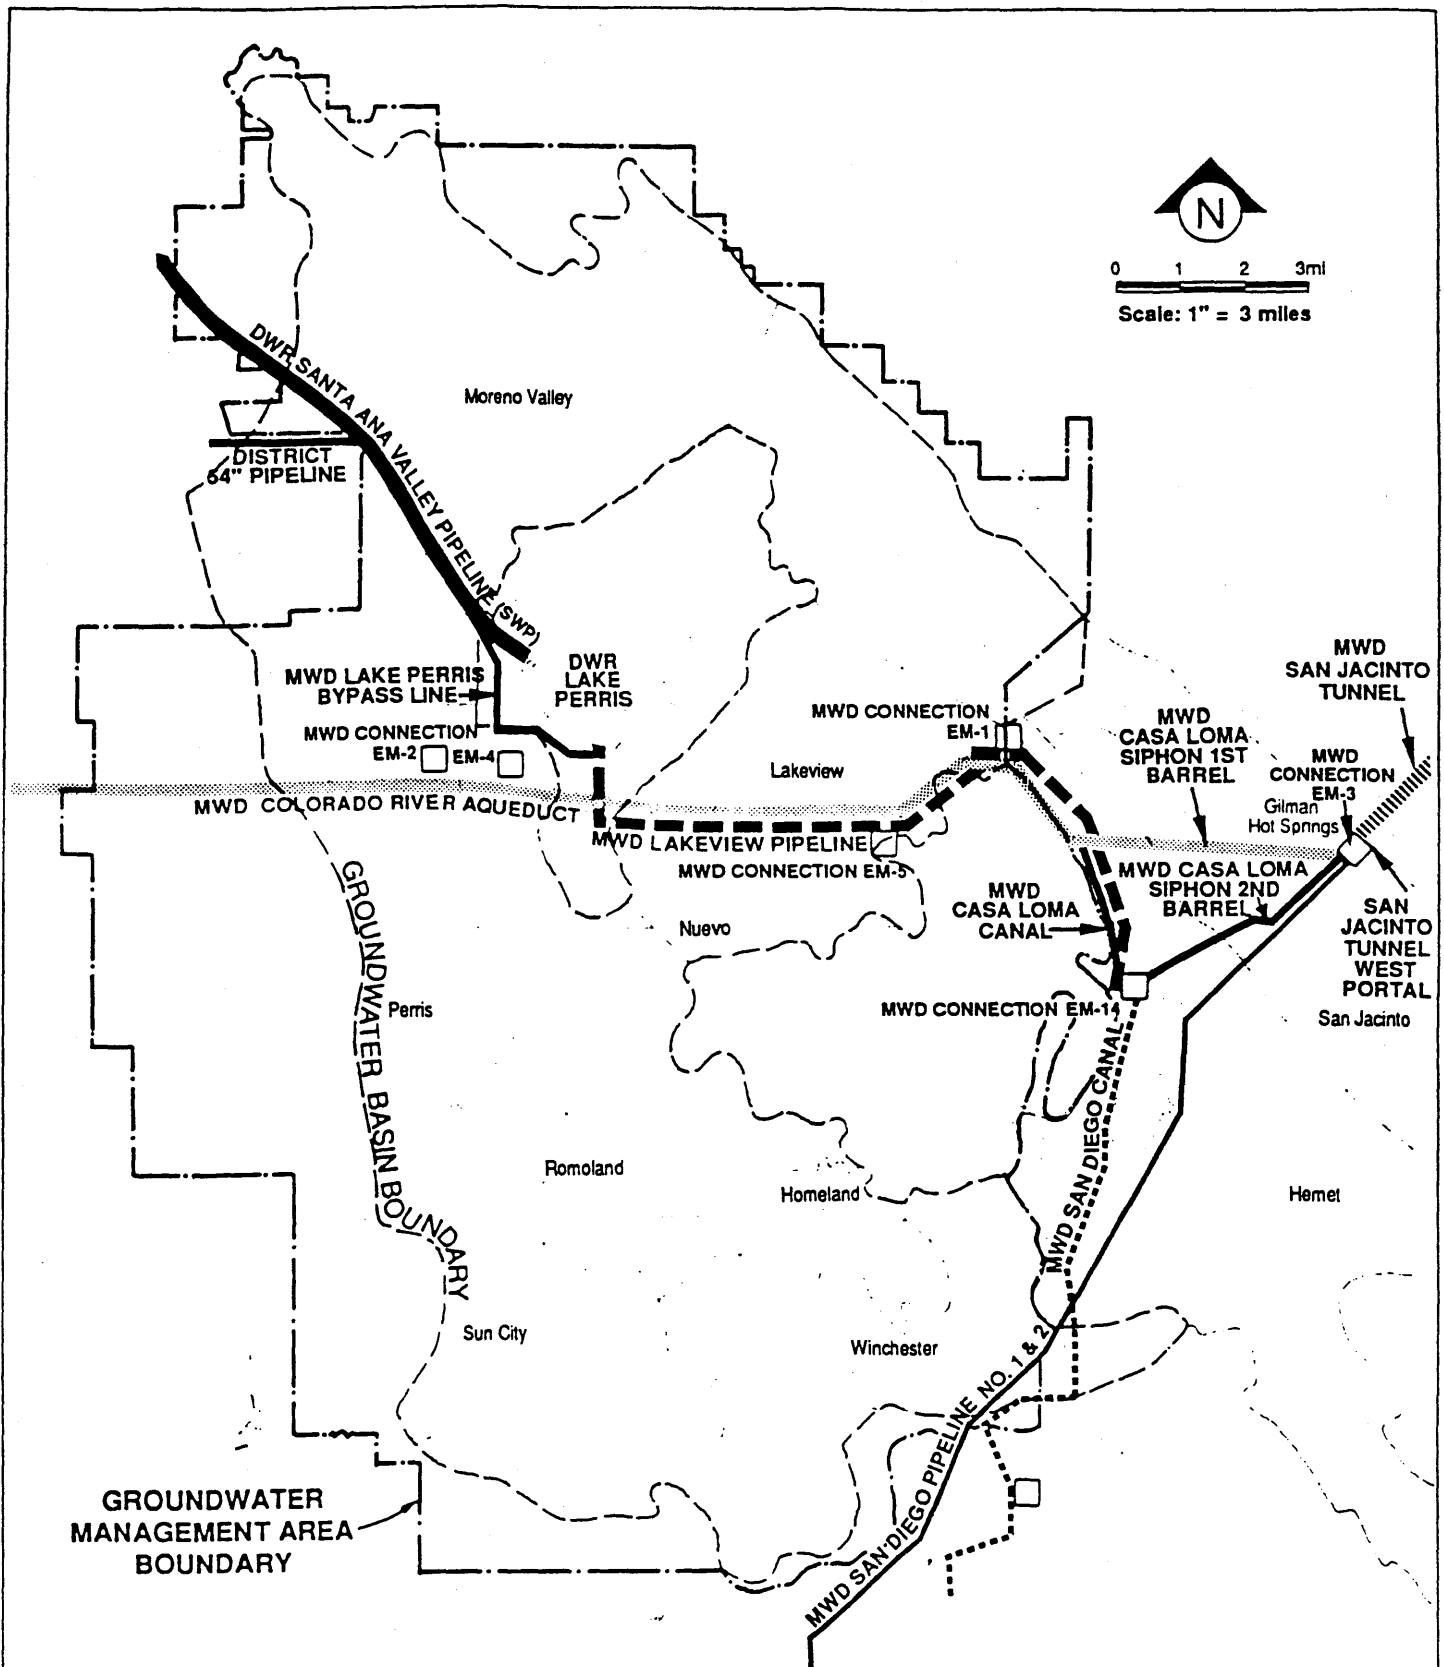 N
0 1 2 3mi
Scale: 1" = 3 miles
DWR SANTA ANA VALLEY PIPELINE (SWP)
Moreno Valley
DISTRICT
54" PIPELINE
MWD LAKE PERRIS
BYPASS LINE
DWR
LAKE
PERRIS
MWD CONNECTION
EM-2
EM-4
MWD CONNECTION
EM-1
Lakeview
MWD
SAN JACINTO
TUNNEL
MWD
CASA LOMA
SIPHON 1ST
BARREL
MWD
CONNECTION
EM-3
Gilman
Hot Springs
MWD COLORADO RIVER AQUEDUCT
MWD LAKEVIEW PIPELINE
MWD CONNECTION EM-5
MWD CASA LOMA
SIPHON 2ND
BARREL
MWD
CASA LOMA
CANAL
SAN
JACINTO
TUNNEL
WEST
PORTAL
Nuevo
GROUNDWATER BASIN BOUNDARY
Perris
MWD CONNECTION EM-14
San Jacinto
MWD SAN DIEGO CANAL
Romoland
Homeland
Hemet
Sun City
Winchester
MWD SAN DIEGO PIPELINE NO. 1 & 2
GROUNDWATER
MANAGEMENT AREA
BOUNDARY